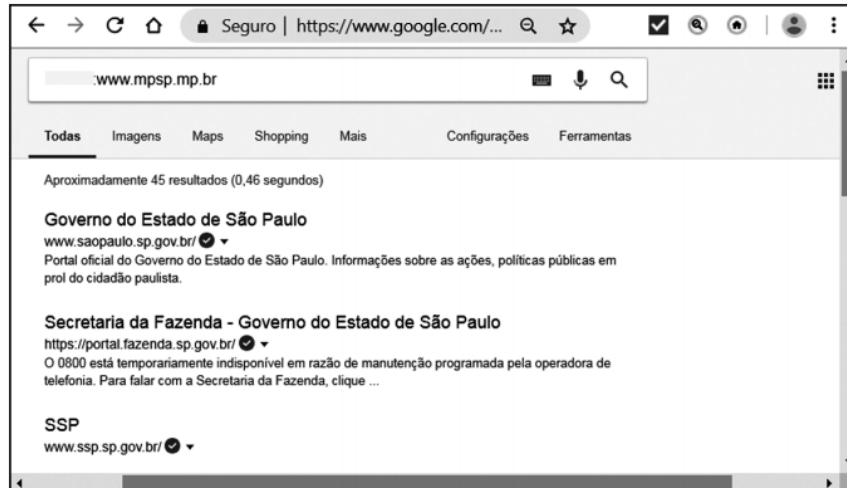 Seguro | https://www.google.com/...
:www.mpsp.mp.br
Todas Imagens Maps Shopping Mais Configurações Ferramentas
Aproximadamente 45 resultados (0,46 segundos)
Governo do Estado de São Paulo
www.saopaulo.sp.gov.br/
Portal oficial do Governo do Estado de São Paulo. Informações sobre as ações, políticas públicas em
prol do cidadão paulista.
Secretaria da Fazenda - Governo do Estado de São Paulo
https://portal.fazenda.sp.gov.br/
O 0800 está temporariamente indisponível em razão de manutenção programada pela operadora de
telefonia. Para falar com a Secretaria da Fazenda, clique ...
SSP
www.ssp.sp.gov.br/